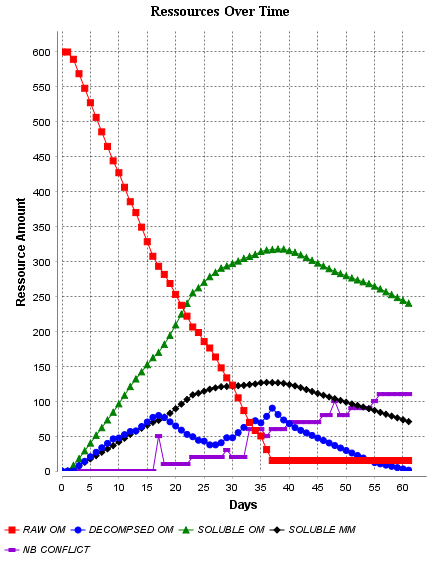 Ressources Over Time
Ressource Amount
600
550
500
450
400
350
300
250
200
150
100
50
0
0 5 10 15 20 25 30 35 40 45 50 55 60
Days
RAW OM DECOMPSED OM SOLUBLE OM SOLUBLE MM
NB CONFLICT